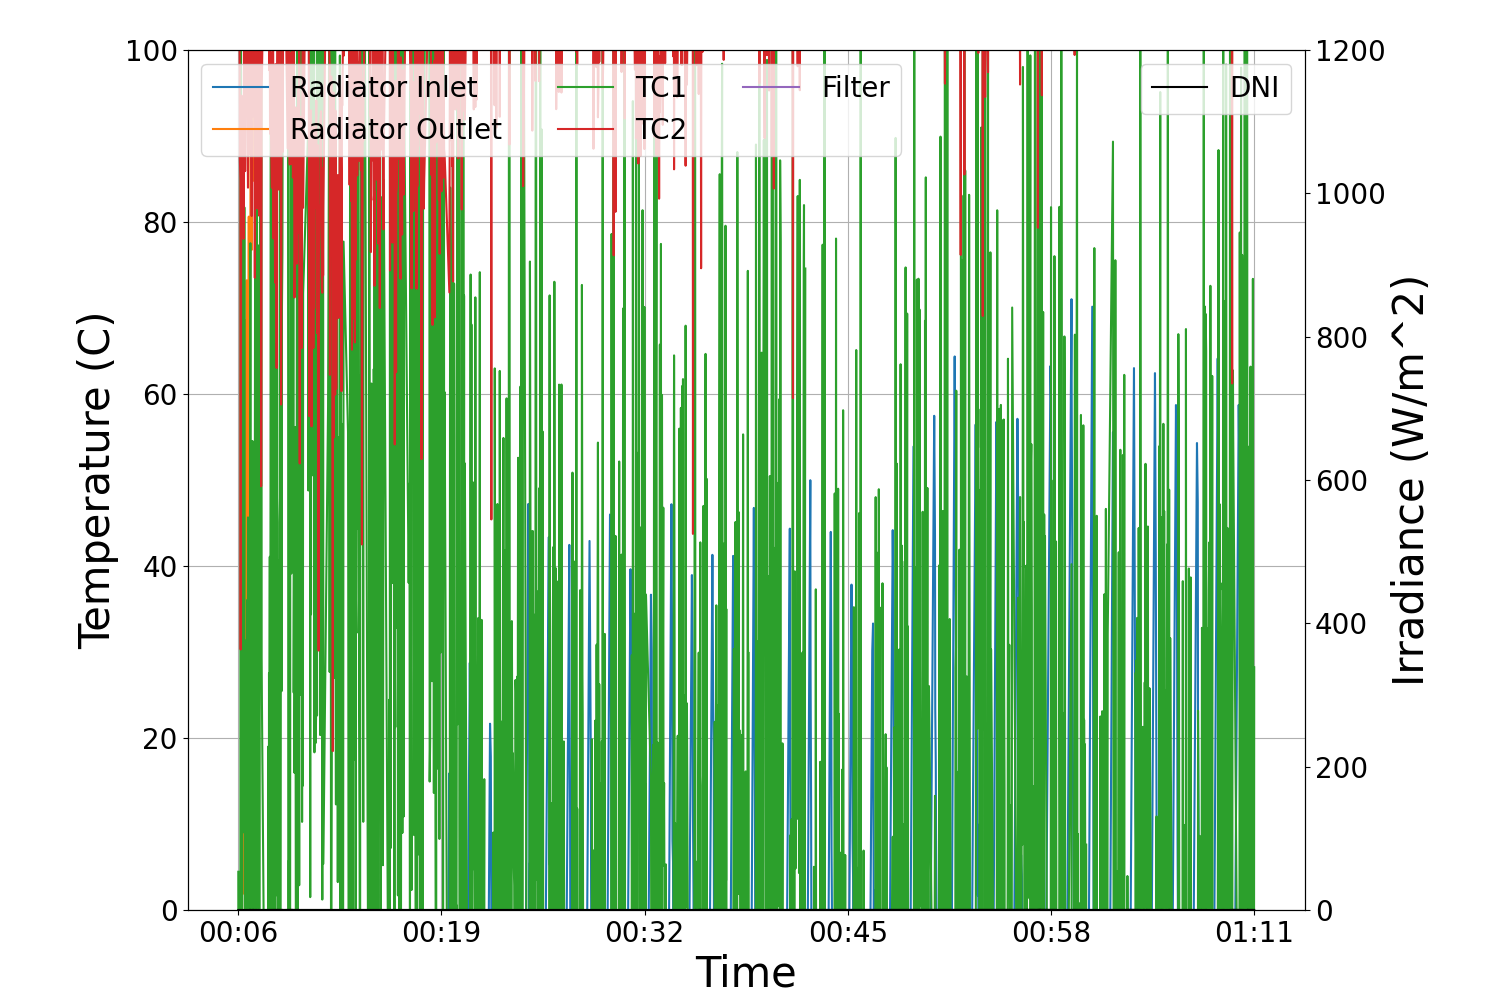 100
80
60
40
20
0
Temperature (C)
Radiator Inlet
Radiator Outlet
TC1
TC2
Filter
DNI
1200
1000
800
600
400
200
0
Irradiance (W/m^2)
00:06 00:19 00:32 00:45 00:58 01:11
Time